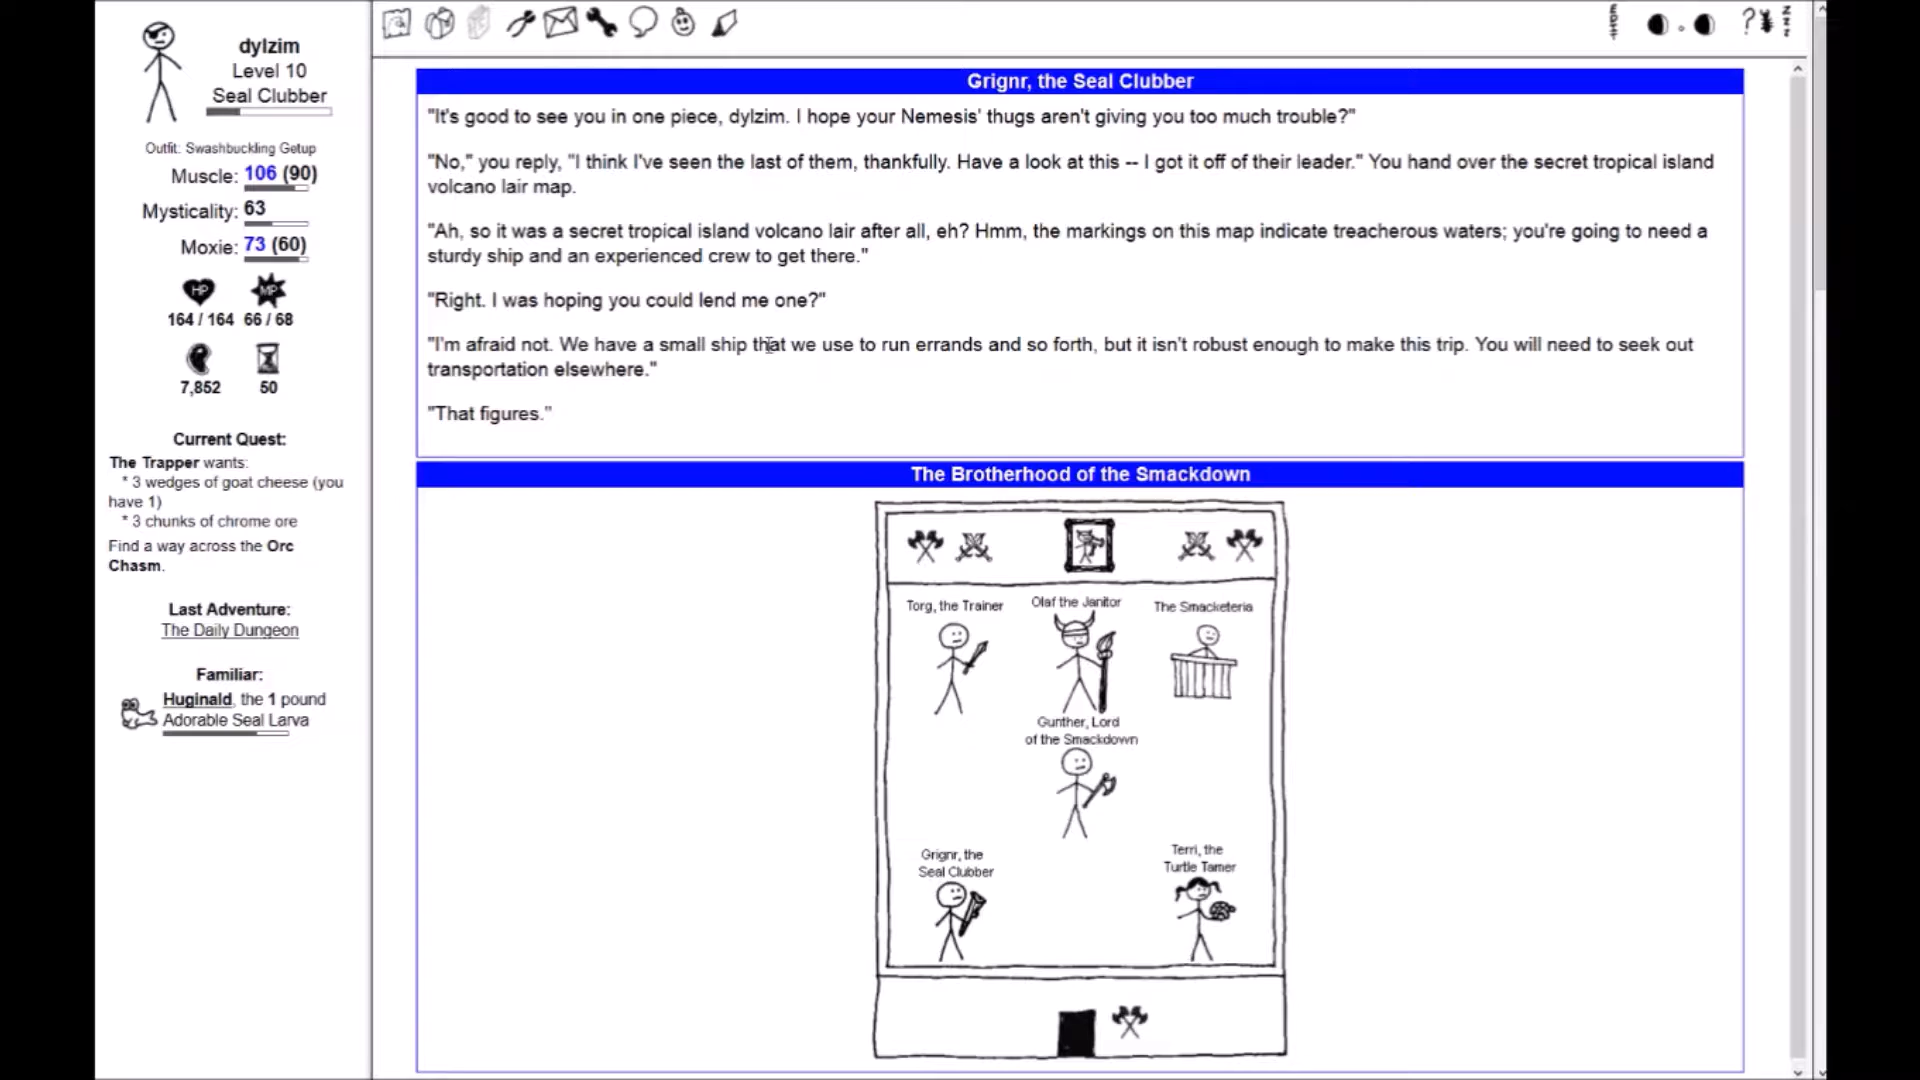 dylzim
Level 10
Seal Clubber
Outfit: Swashbuckling Getup
Muscle: 106 (90)
Mysticality: 63
Moxie: 73 (60)
HP MP
164 / 164 66 / 68
7,852 50
Current Quest:
The Trapper wants:
* 3 wedges of goat cheese (you
have 1)
* 3 chunks of chrome ore
Find a way across the Orc
Chasm.
Last Adventure:
The Daily Dungeon
Familiar:
Huginald, the 1 pound
Adorable Seal Larva
Grignr, the Seal Clubber
"It's good to see you in one piece, dylzim. I hope your Nemesis' thugs aren't giving you too much trouble?"
"No," you reply, "I think I've seen the last of them, thankfully. Have a look at this -- I got it off of their leader." You hand over the secret tropical island
volcano lair map.
"Ah, so it was a secret tropical island volcano lair after all, eh? Hmm, the markings on this map indicate treacherous waters; you're going to need a
sturdy ship and an experienced crew to get there."
"Right. I was hoping you could lend me one?"
"I'm afraid not. We have a small ship that we use to run errands and so forth, but it isn't robust enough to make this trip. You will need to seek out
transportation elsewhere."
"That figures."
The Brotherhood of the Smackdown
Torg, the Trainer
Olaf the Janitor
The Smacketeria
Gunther, Lord
of the Smackdown
Grignr, the
Seal Clubber
Terri, the
Turtle Tamer